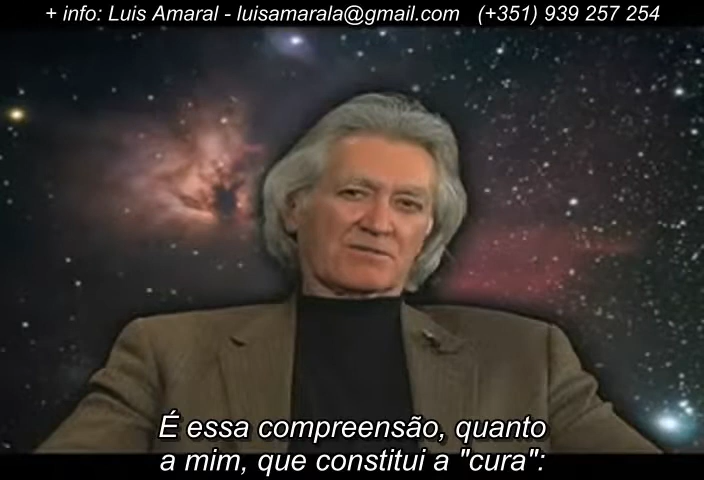 + info: Luis Amaral - luisamarala@gmail.com (+351) 939 257 254
É essa compreensão, quanto
a mim, que constitui a "cura":